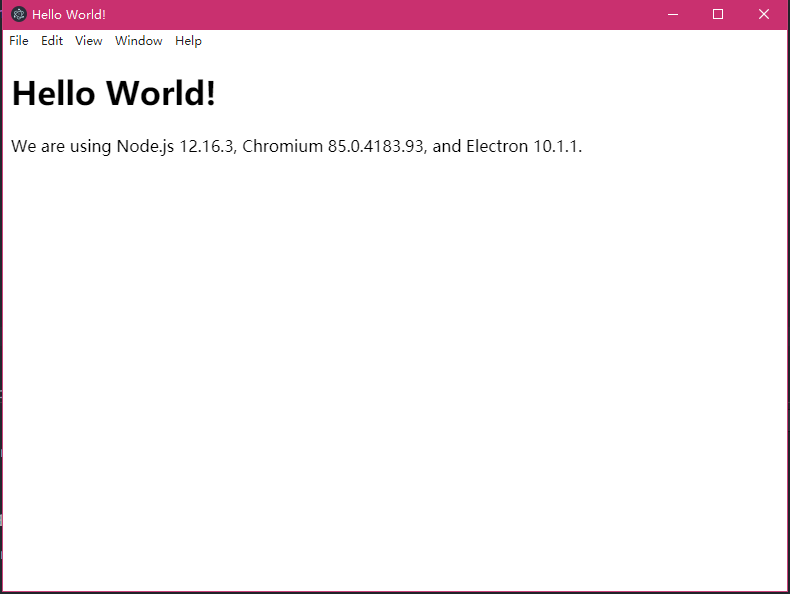 Hello World!
File Edit View Window Help
Hello World!
We are using Node.js 12.16.3, Chromium 85.0.4183.93, and Electron 10.1.1.